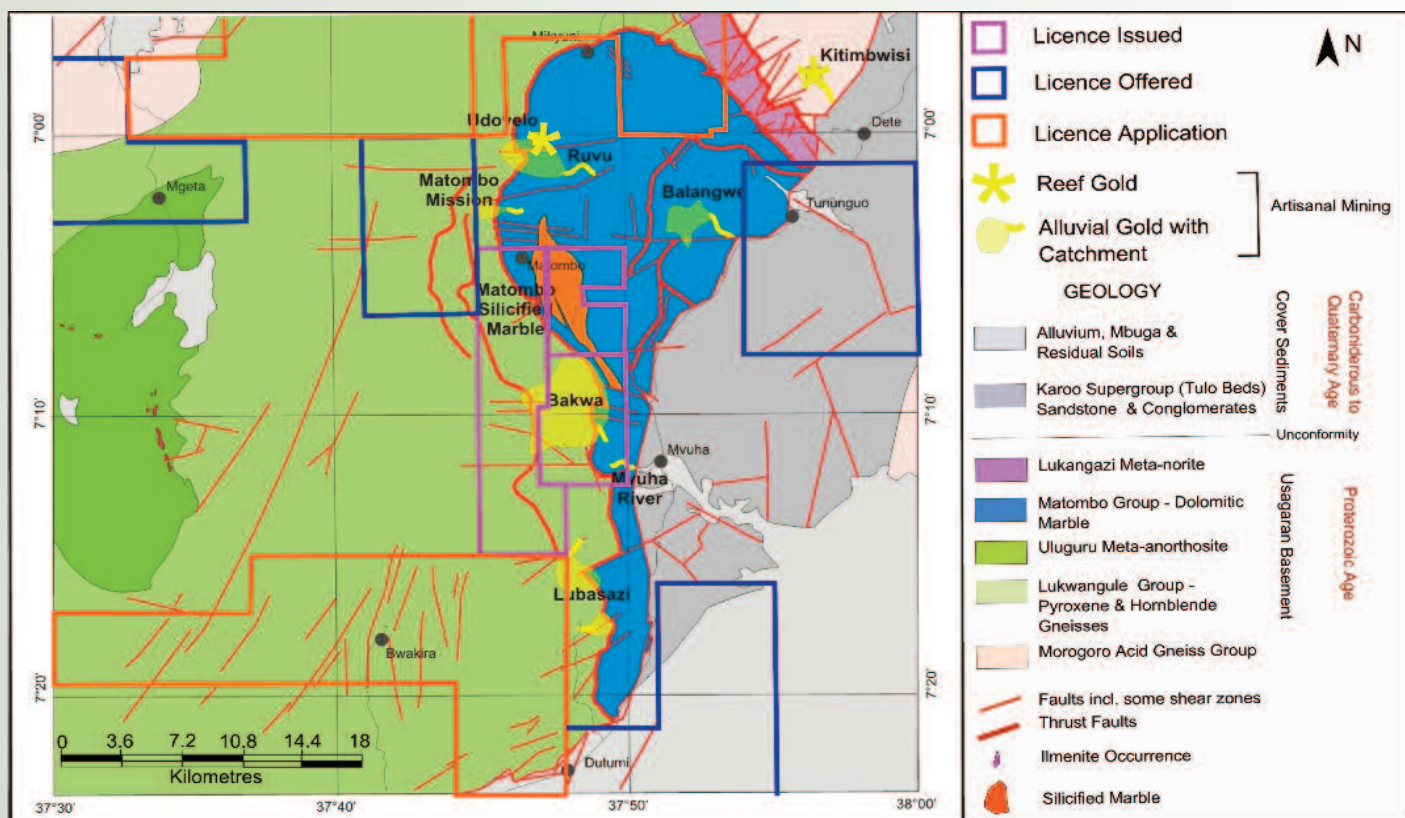 Mikyuni
Kitimbwisi
Udovelo
Dete
Ruvu
Matombo
Mission
Mgeta
Balangwe
Tununguo
Matombo
Matombo
Silicifie
Marble
Bakwa
Mvuha
Mvuha
River
Lubasazi
Bwakira
Dutumi
7°00'
7°10'
7°20'
7°00'
7°10'
7°20'
0 3.6 7.2 10.8 14.4 18
Kilometres
37°30'
37°40'
37°50'
38°00'
N
Licence Issued
Licence Offered
Licence Application
Reef Gold
Alluvial Gold with
Catchment
Artisanal Mining
GEOLOGY
Alluvium, Mbuga &
Residual Soils
Karoo Supergroup (Tulo Beds)
Sandstone & Conglomerates
Cover Sediments
Carboniderous to
Quaternary Age
Unconformity
Lukangazi Meta-norite
Matombo Group - Dolomitic
Marble
Uluguru Meta-anorthosite
Lukwangule Group -
Pyroxene & Hornblende
Gneisses
Morogoro Acid Gneiss Group
Usagaran Basement
Proterozoic Age
Faults incl. some shear zones
Thrust Faults
Ilmenite Occurrence
Silicified Marble